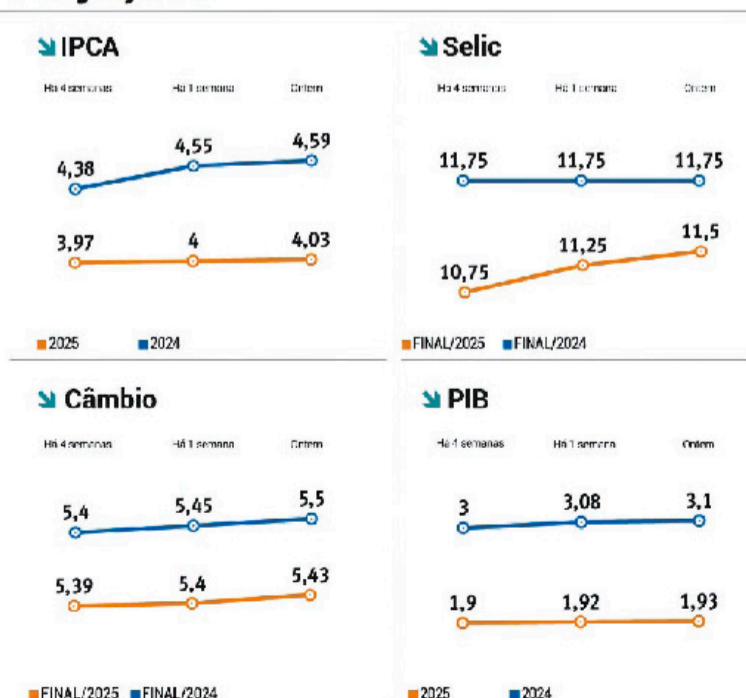 IPCA
Há 4 semanas Há 1 semana Ontem
4,38 4,55 4,59
3,97 4 4,03
2025 2024
Selic
Há 4 semanas Há 1 semana Ontem
11,75 11,75 11,75
10,75 11,25 11,5
FINAL/2025 FINAL/2024
Câmbio
Há 4 semanas Há 1 semana Ontem
5,4 5,45 5,5
5,39 5,4 5,43
FINAL/2025 FINAL/2024
PIB
Há 4 semanas Há 1 semana Ontem
3 3,08 3,1
1,9 1,92 1,93
2025 2024